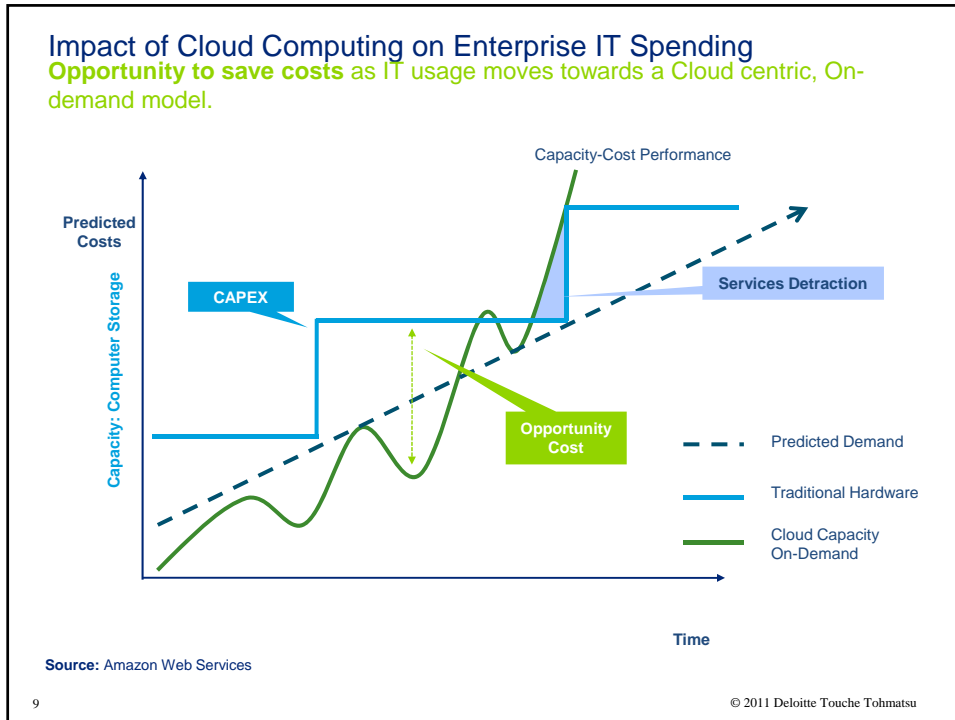 Impact of Cloud Computing on Enterprise IT Spending
Opportunity to save costs as IT usage moves towards a Cloud centric, On-
demand model.
Capacity-Cost Performance
Predicted
Costs
Capacity: Computer Storage
CAPEX
Services Detraction
Opportunity
Cost
Predicted Demand
Traditional Hardware
Cloud Capacity
On-Demand
Time
Source: Amazon Web Services
9
© 2011 Deloitte Touche Tohmatsu